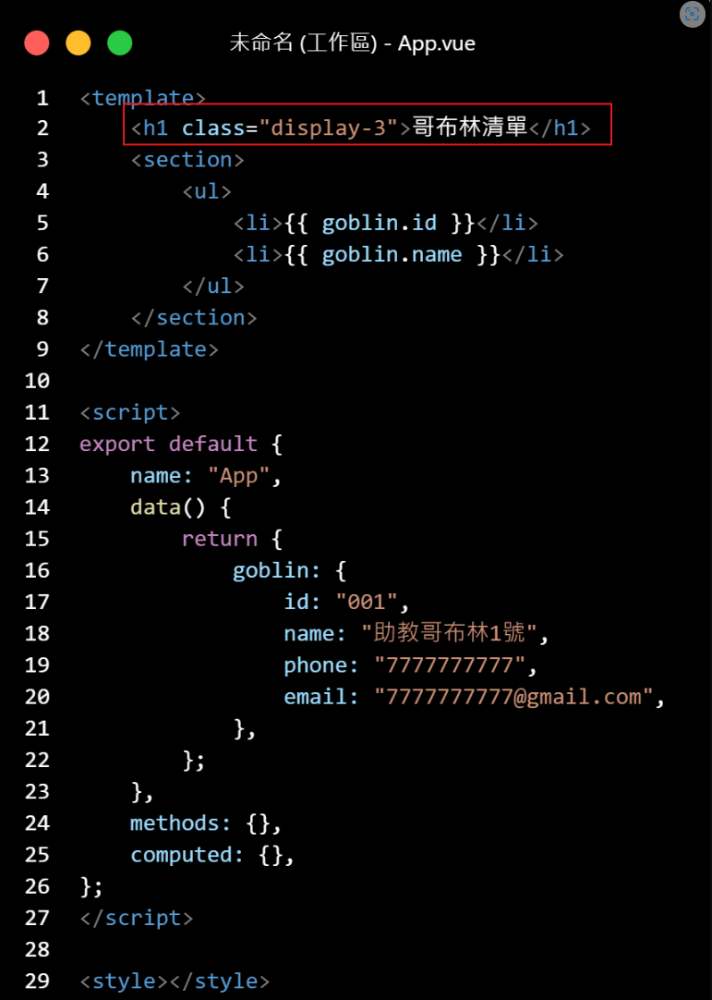 未命名 (工作區) - App.vue
1 <template>
2     <h1 class="display-3">哥布林清單</h1>
3     <section>
4         <ul>
5             <li>{{ goblin.id }}</li>
6             <li>{{ goblin.name }}</li>
7         </ul>
8     </section>
9 </template>
10
11 <script>
12 export default {
13     name: "App",
14     data() {
15         return {
16             goblin: {
17                 id: "001",
18                 name: "助教哥布林1號",
19                 phone: "7777777777",
20                 email: "7777777777@gmail.com",
21             },
22         };
23     },
24     methods: {},
25     computed: {},
26 };
27 </script>
28
29 <style></style>